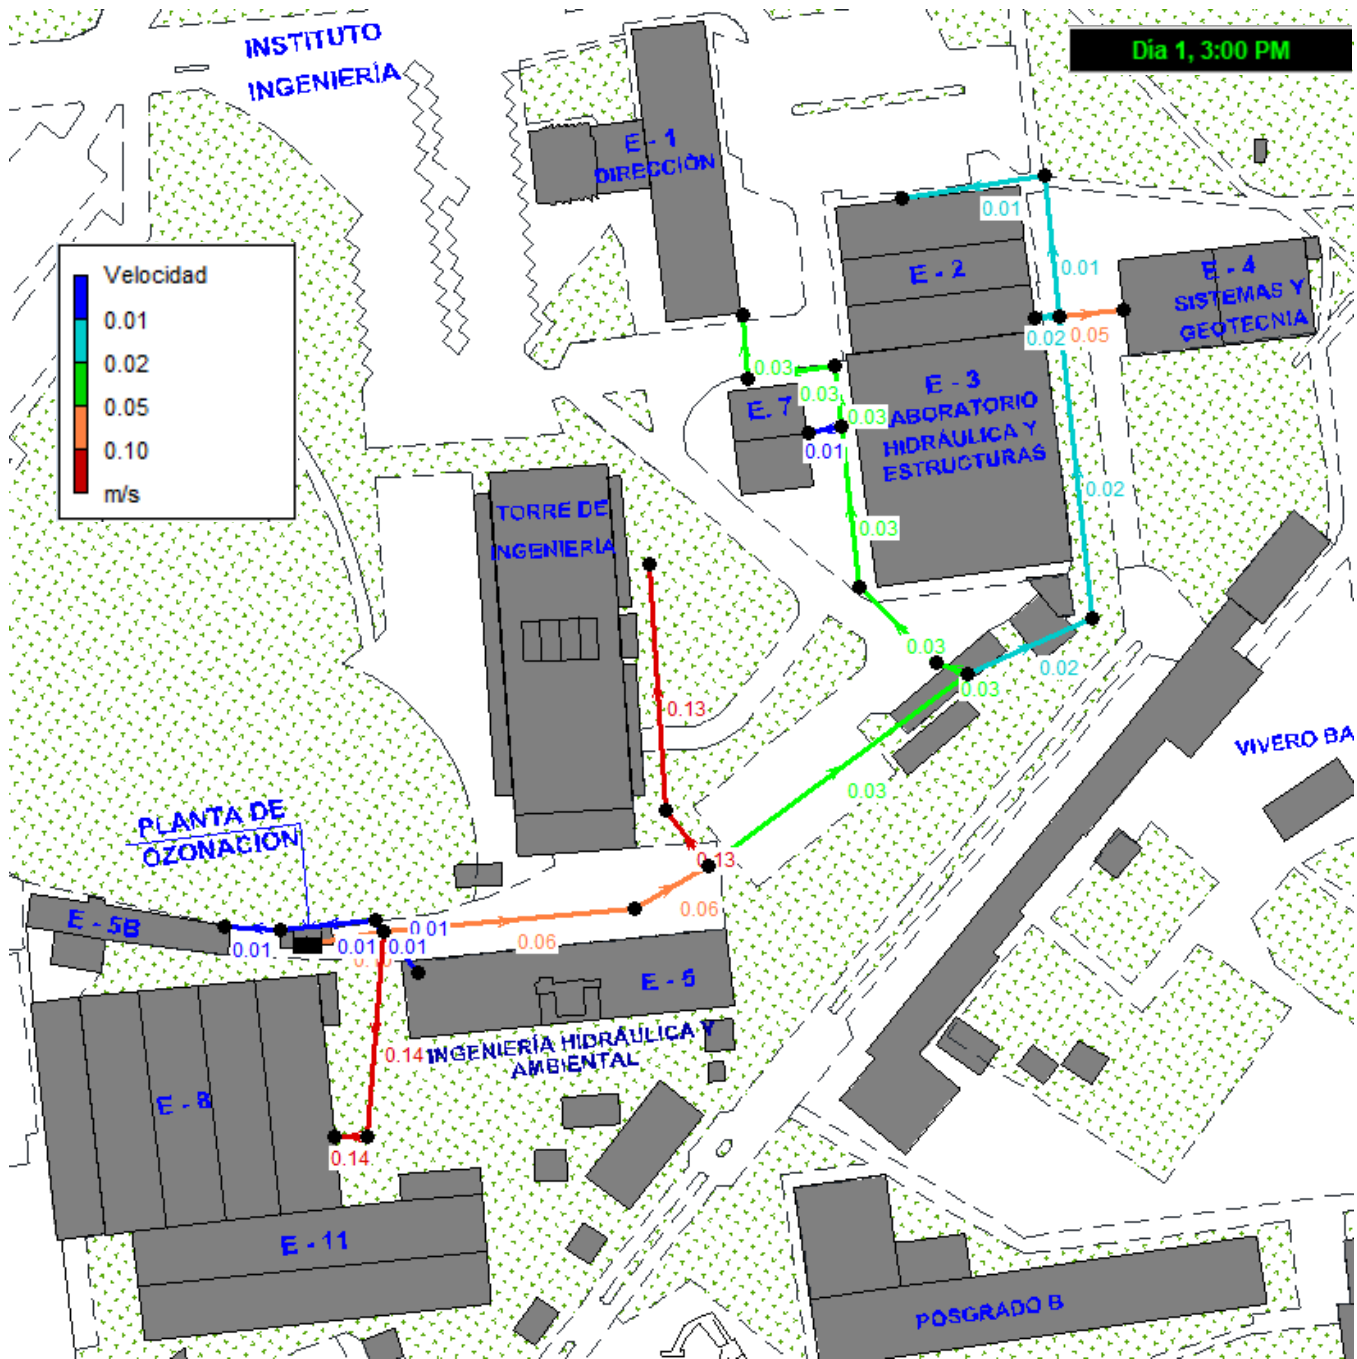 INSTITUTO
INGENIERÍA
Dia 1, 3:00 PM
E - 1
DIRECCIÓN
Velocidad
0.01
0.02
0.05
0.10
m/s
0.01
E - 2
0.01
E - 4
SISTEMAS Y
GEOTECNIA
0.02
0.05
0.03
0.03
0.03
E. 7
0.01
E - 3
ABORATORIO
HIDRÁULICA Y
ESTRUCTURAS
0.02
0.03
TORRE DE
INGENIERÍA
0.03
0.02
0.03
0.13
0.03
0.13
VIVERO BA
PLANTA DE
OZONACIÓN
0.06
E - 5B
0.01
0.01
0.01
0.01
0.06
E - 5
INGENIERÍA HIDRÁULICA Y
AMBIENTAL
0.14
E - 8
0.14
E - 11
POSGRADO B